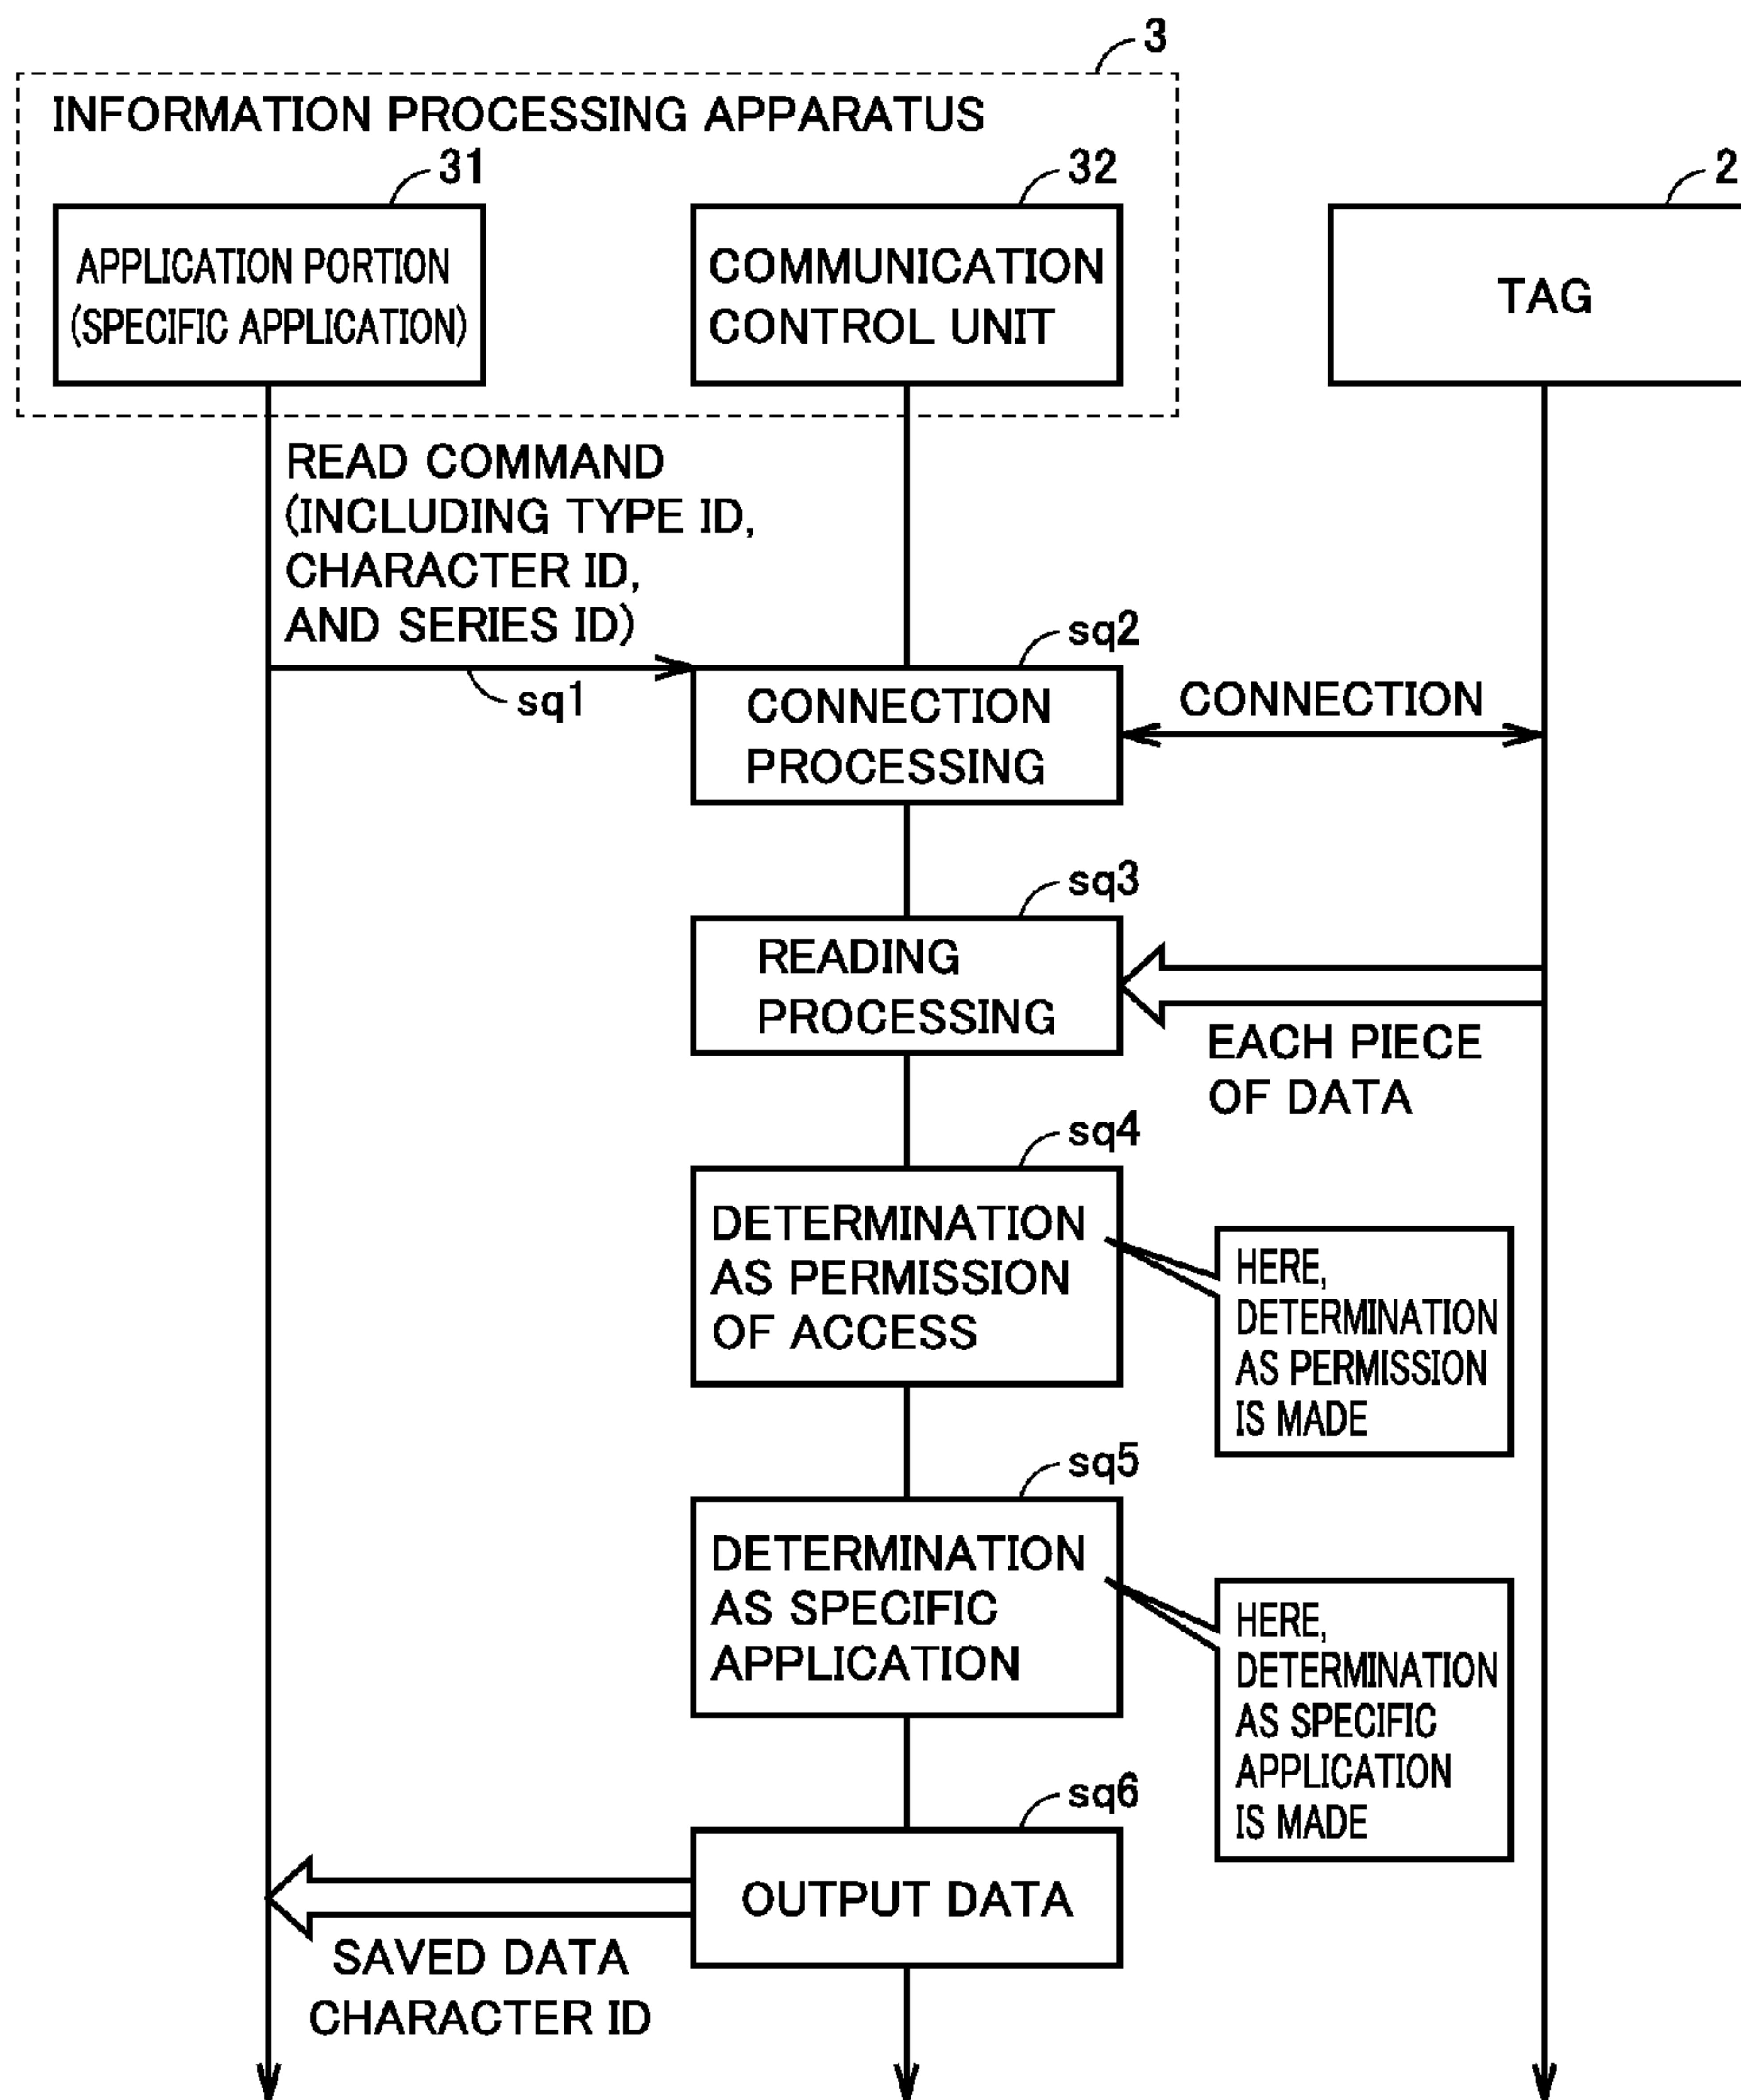 3
INFORMATION PROCESSING APPARATUS
31
32
2
APPLICATION PORTION
(SPECIFIC APPLICATION)
COMMUNICATION
CONTROL UNIT
TAG
READ COMMAND
(INCLUDING TYPE ID,
CHARACTER ID,
AND SERIES ID)
sq1
sq2
CONNECTION
PROCESSING
CONNECTION
sq3
READING
PROCESSING
EACH PIECE
OF DATA
sq4
DETERMINATION
AS PERMISSION
OF ACCESS
HERE,
DETERMINATION
AS PERMISSION
IS MADE
sq5
DETERMINATION
AS SPECIFIC
APPLICATION
HERE,
DETERMINATION
AS SPECIFIC
APPLICATION
IS MADE
sq6
OUTPUT DATA
SAVED DATA
CHARACTER ID